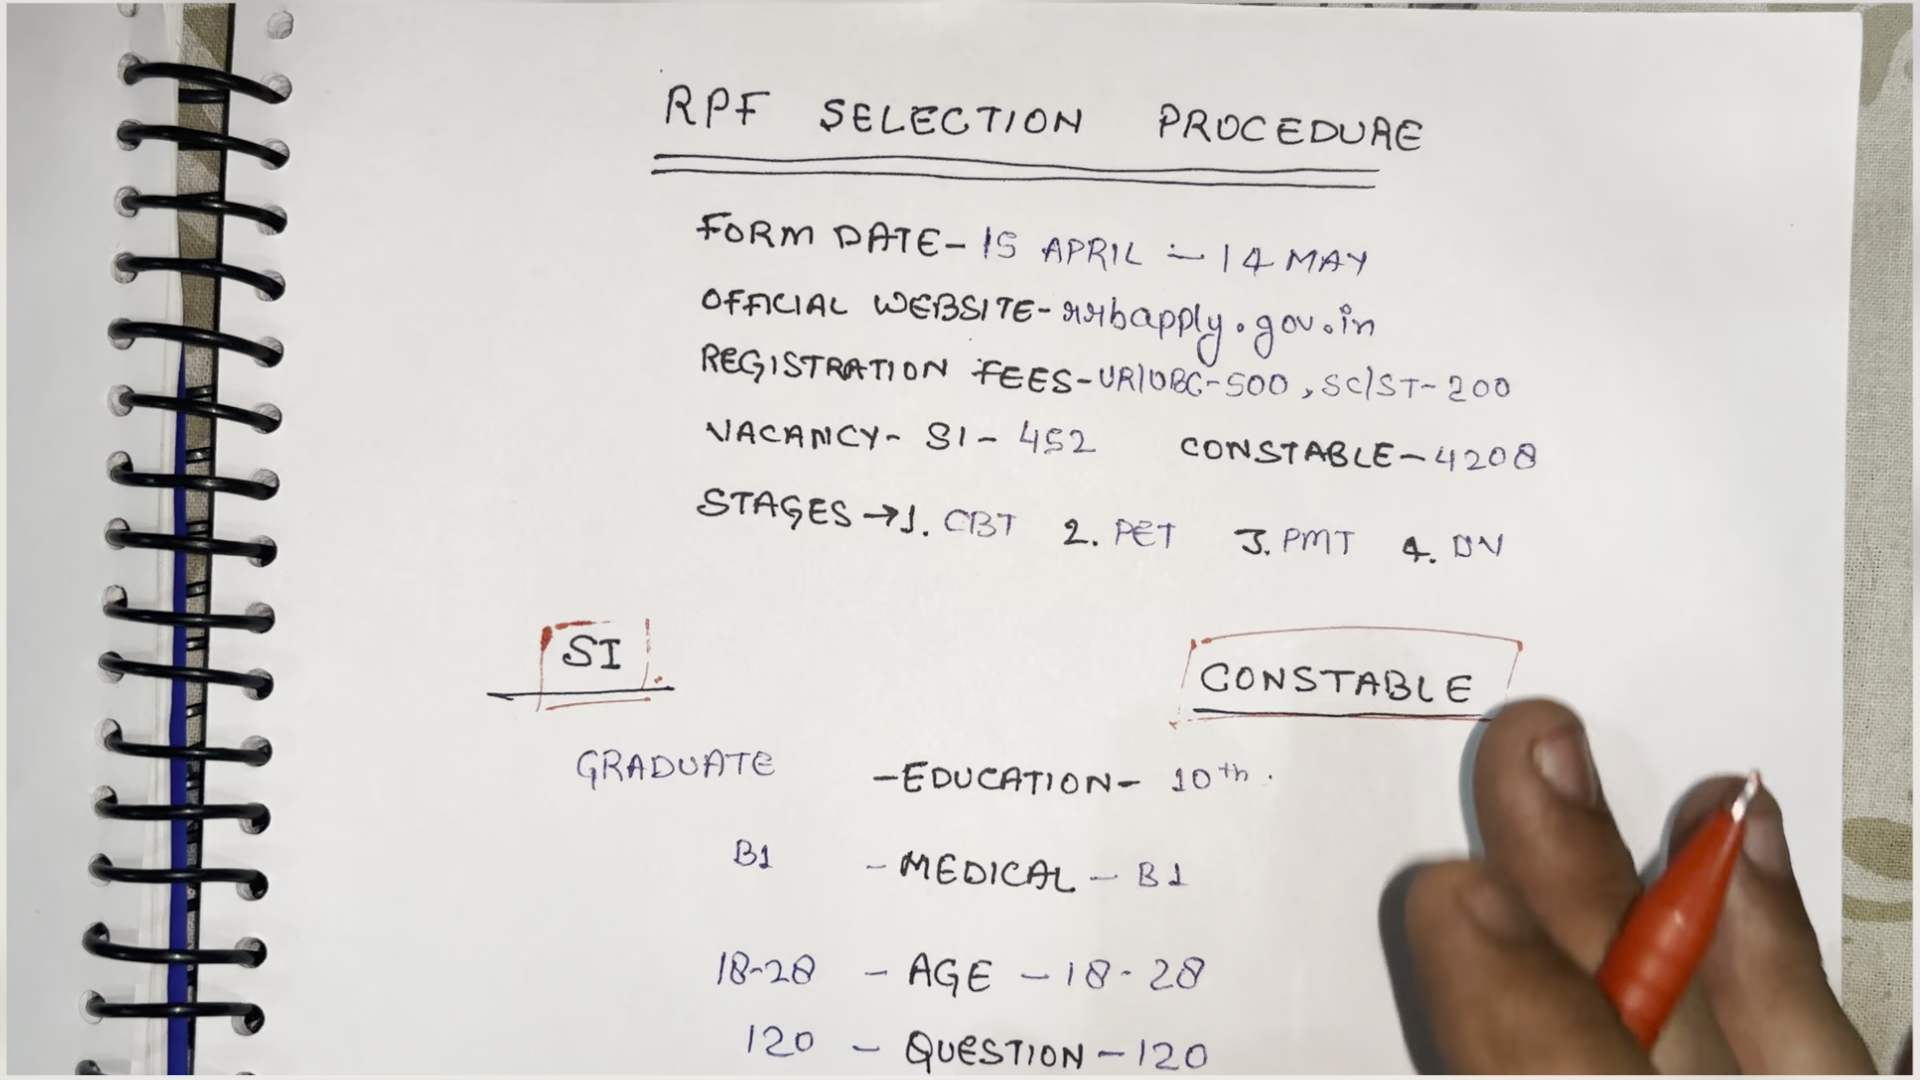 RPF SELECTION PROCEDURE
FORM DATE- 15 APRIL - 14 MAY
OFFICIAL WEBSITE- rrbapply.gov.in
REGISTRATION FEES- UR/OBC-500, SC/ST-200
VACANCY- SI- 452 CONSTABLE-4208
STAGES → 1. CBT 2. PET 3. PMT 4. DV
SI CONSTABLE
GRADUATE -EDUCATION- 10th.
B1 - MEDICAL - B1
18-28 - AGE - 18-28
120 - QUESTION - 120